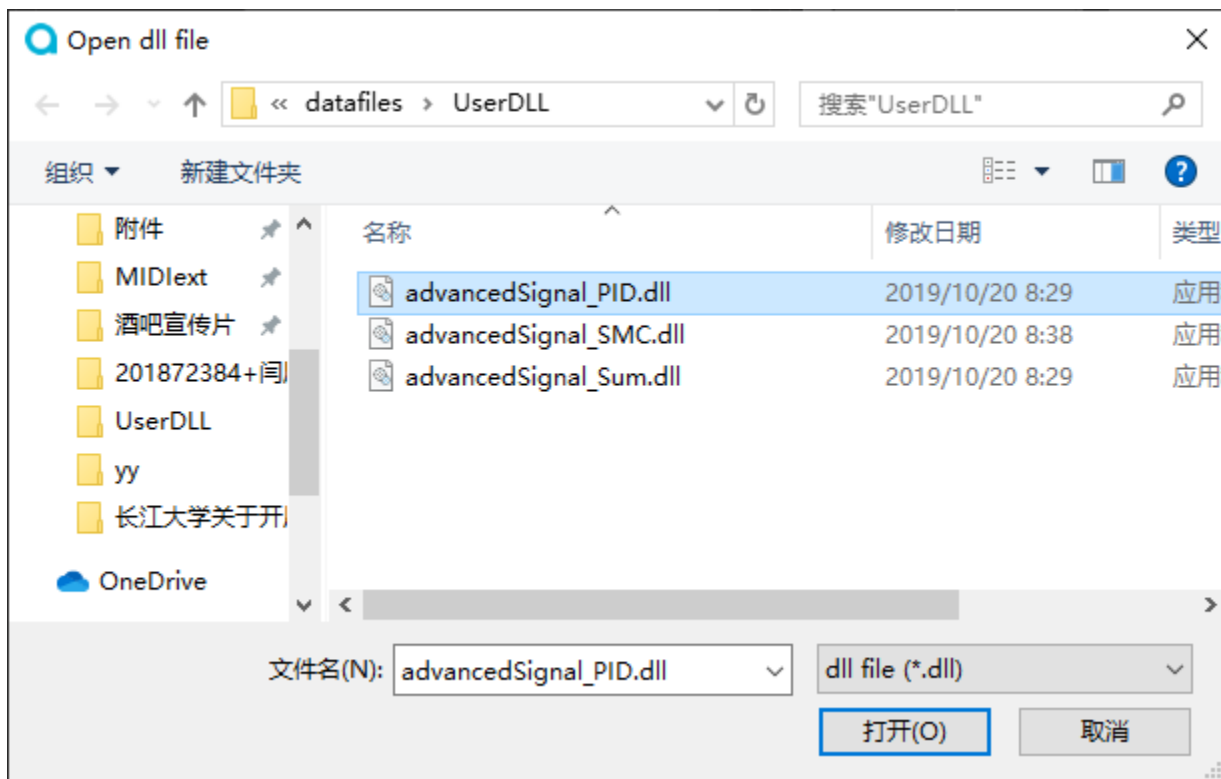 Open dll file
« datafiles › UserDLL
搜索"UserDLL"
组织
新建文件夹
附件
MIDIext
酒吧宣传片
201872384+闫
UserDLL
yy
长江大学关于开
OneDrive
名称 修改日期 类型
advancedSignal_PID.dll 2019/10/20 8:29 应用
advancedSignal_SMC.dll 2019/10/20 8:38 应用
advancedSignal_Sum.dll 2019/10/20 8:29 应用
文件名(N): advancedSignal_PID.dll dll file (*.dll)
打开(O) 取消